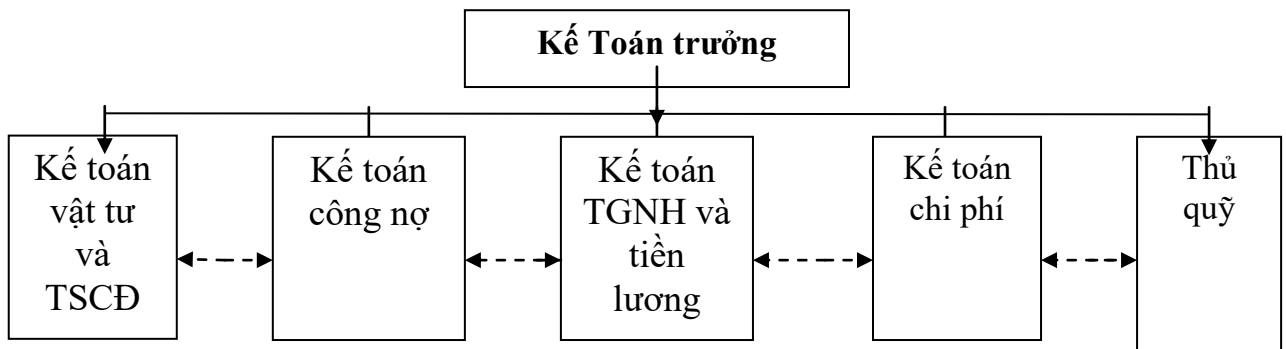 Kế Toán trưởng
Kế toán
vật tư
và
TSCĐ
Kế toán
công nợ
Kế toán
TGNH và
tiền
lương
Kế toán
chi phí
Thủ
quỹ